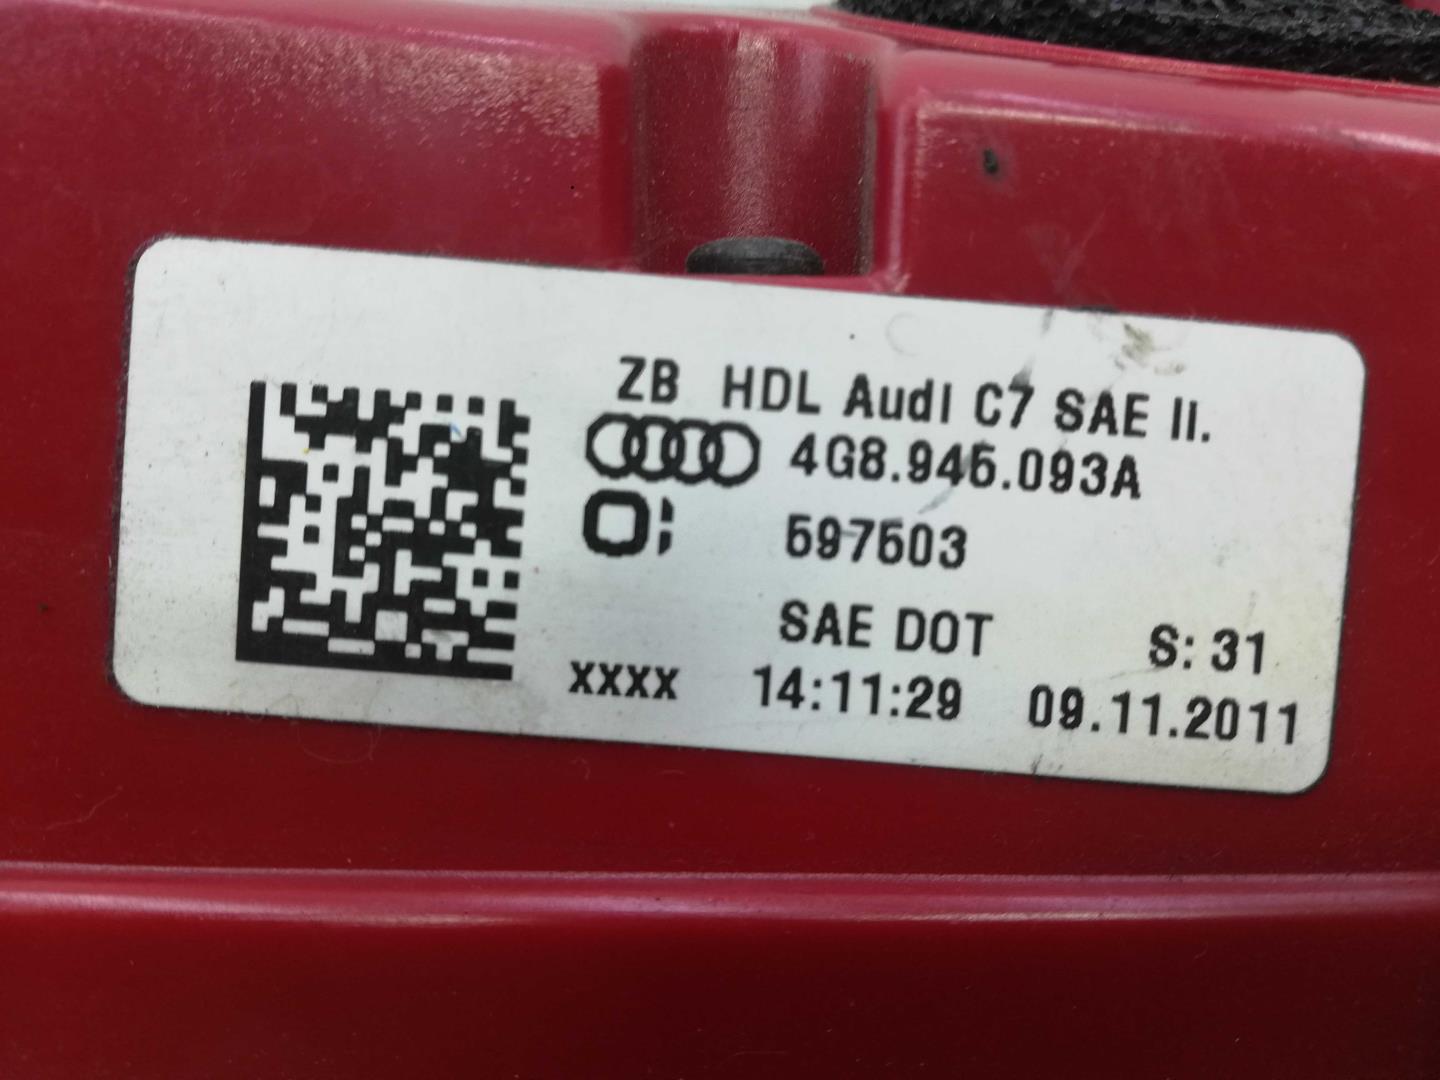 ZB HDL Audi C7 SAE II.
4G8.945.093A
597503
SAE DOT S: 31
XXXX 14:11:29 09.11.2011